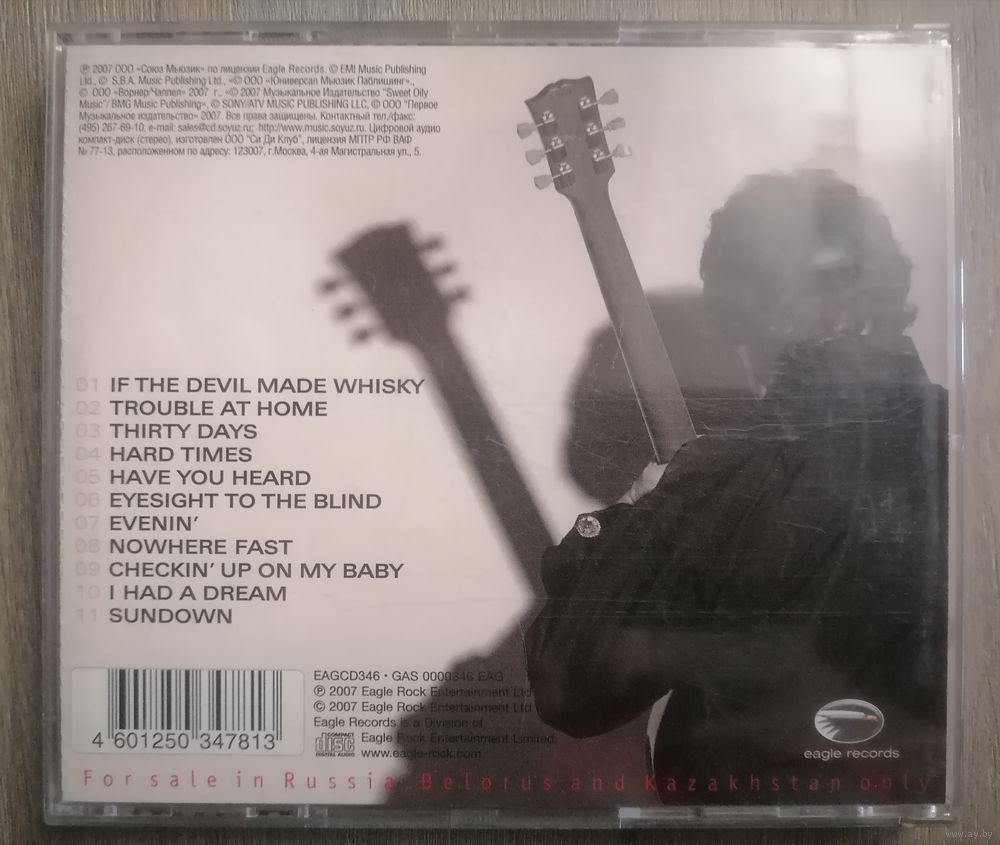 ℗ 2007 ООО «Союз Мьюзик» по лицензии Eagle Records. © EMI Music Publishing
Ltd., © S.B.A. Music Publishing Ltd., «© ООО «Юниверсал Мьюзик Паблишинг»,
© ООО «Ворнер/Чаппел» 2007 г., «© 2007 Музыкальное Издательство "Sweet Oily
Music"/ BMG Music Publishing», © SONY/ATV MUSIC PUBLISHING LLC, © ООО "Первое
Музыкальное издательство" 2007. Все права защищены. Контактный тел./факс:
(495) 267-69-10, e-mail: sales@cd.soyuz.ru; http://www.music.soyuz.ru. Цифровой аудио
компакт-диск (стерео), изготовлен ООО "Си Ди Клуб", лицензия МПТР РФ ВАФ
№ 77-13, расположенном по адресу: 123007, г.Москва, 4-ая Магистральная ул., 5.
01 IF THE DEVIL MADE WHISKY
02 TROUBLE AT HOME
03 THIRTY DAYS
04 HARD TIMES
05 HAVE YOU HEARD
06 EYESIGHT TO THE BLIND
07 EVENIN'
08 NOWHERE FAST
09 CHECKIN' UP ON MY BABY
10 I HAD A DREAM
11 SUNDOWN
EAGCD346 • GAS 0000346 EAG
℗ 2007 Eagle Rock Entertainment Ltd
© 2007 Eagle Rock Entertainment Ltd
Eagle Records is a Division of
Eagle Rock Entertainment Limited.
www.eagle-rock.com
COMPACT
disc
DIGITAL AUDIO
4 601250 347813
eagle records
For sale in Russia, Belorus and Kazakhstan only
www.ay.by